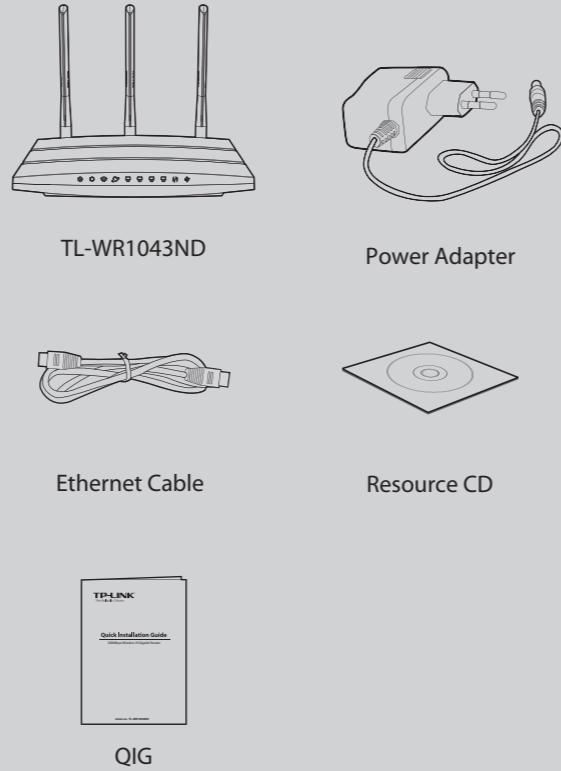 TL-WR1043ND
Power Adapter
Ethernet Cable
Resource CD
TP-LINK
Quick Installation Guide
QIG